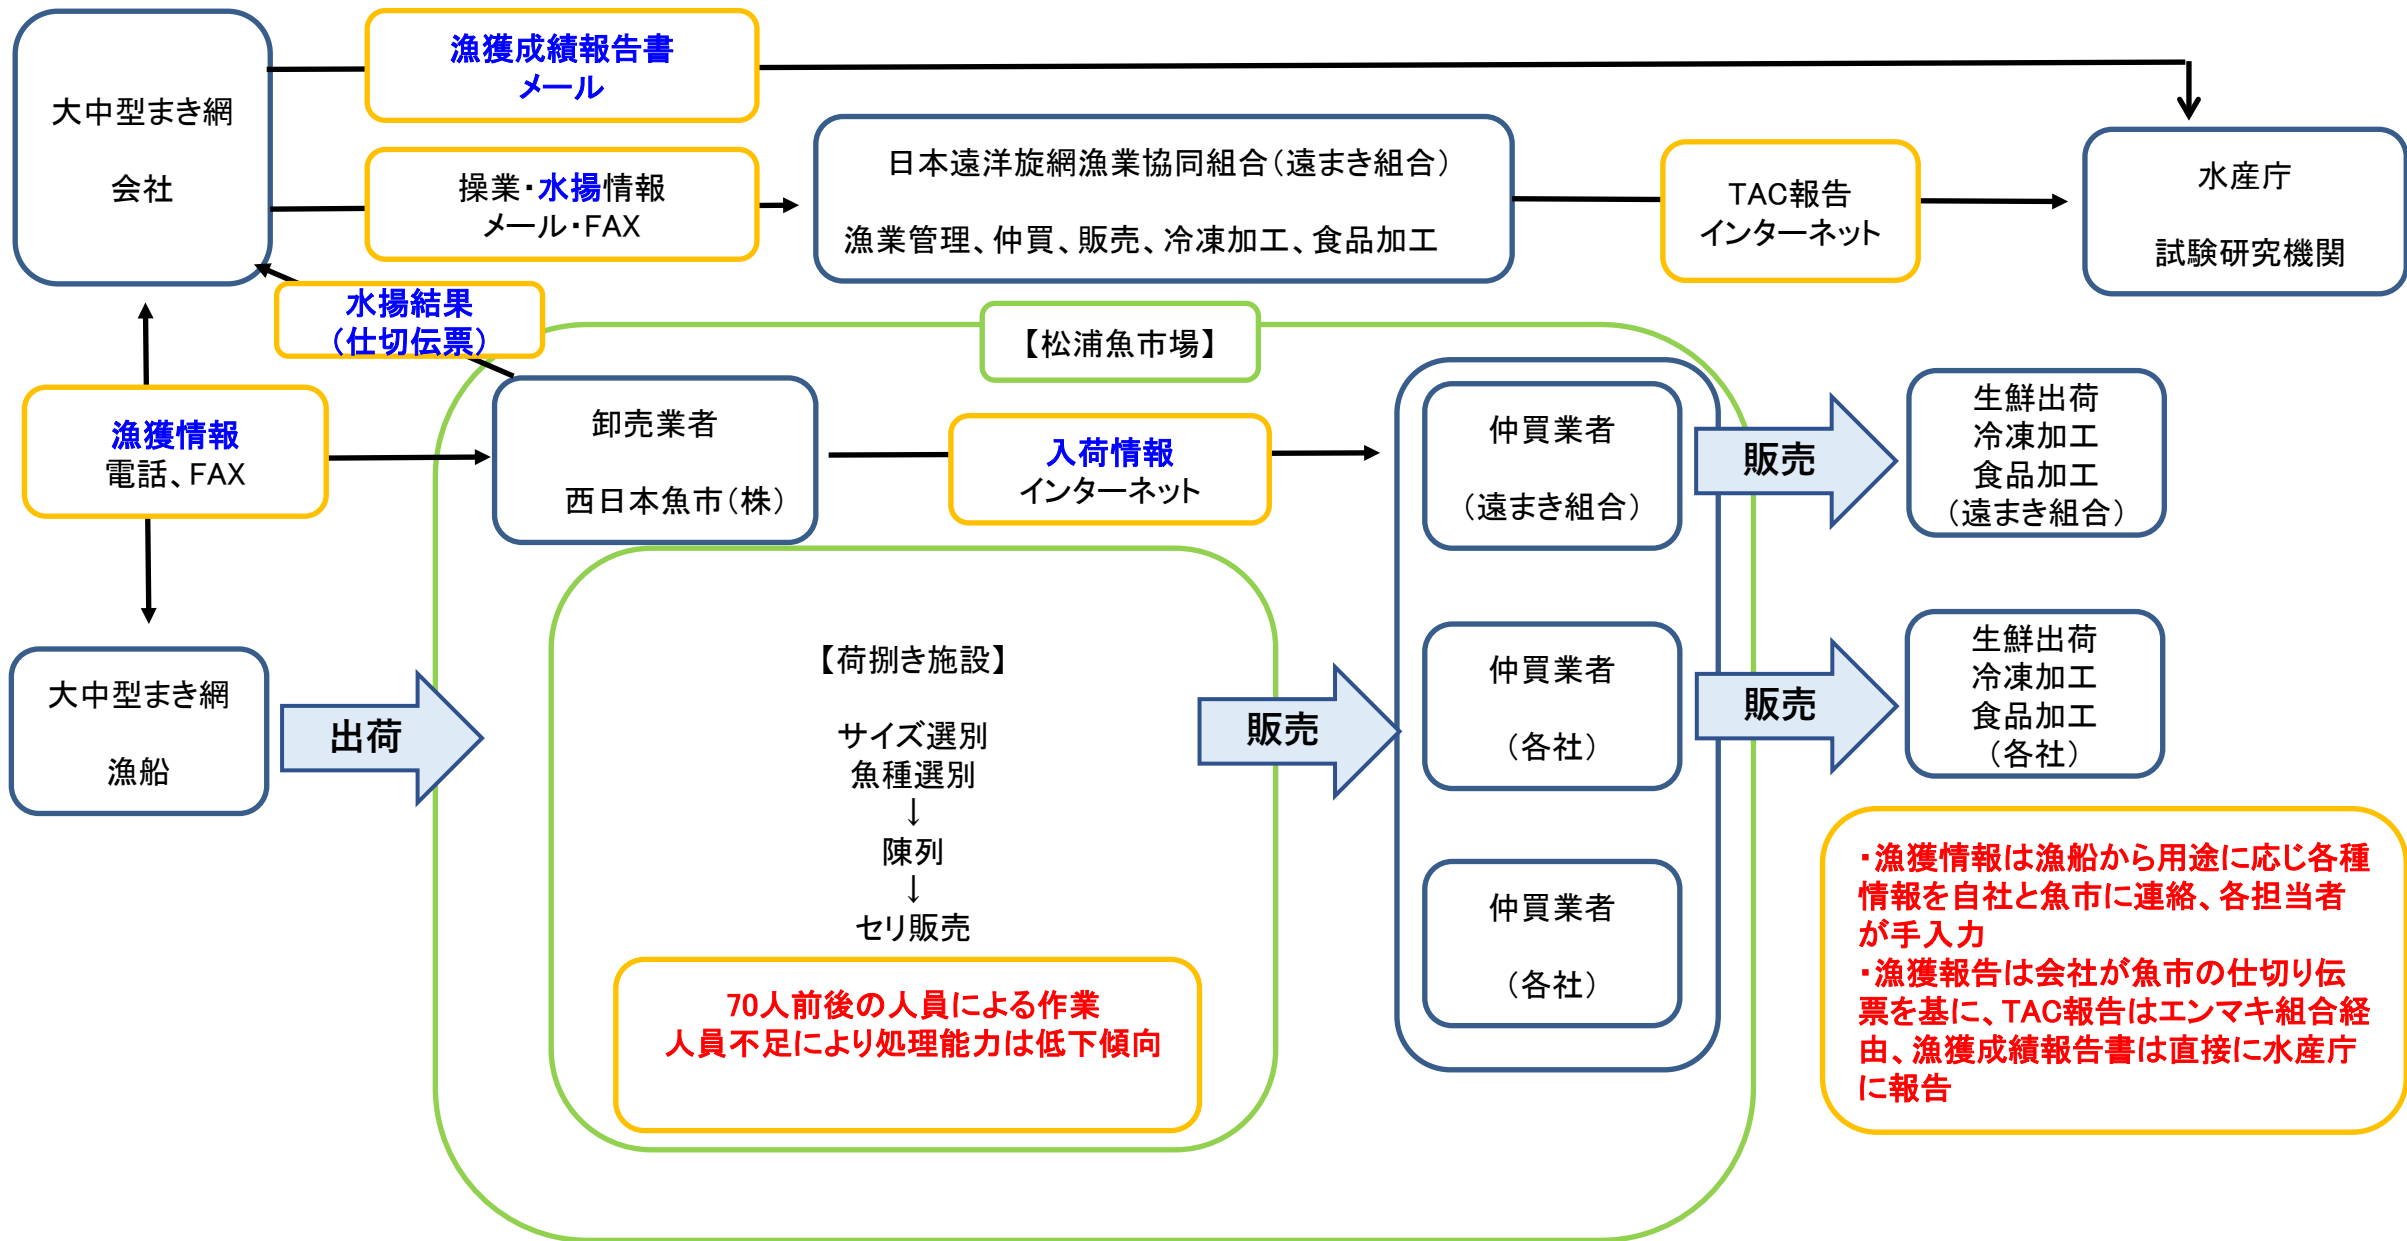 漁獲成績報告書
メール
大中型まき網
会社
操業・水揚情報
メール・FAX
日本遠洋旋網漁業協同組合（遠まき組合）
漁業管理、仲買、販売、冷凍加工、食品加工
TAC報告
インターネット
水産庁
試験研究機関
水揚結果
（仕切伝票）
【松浦魚市場】
漁獲情報
電話、FAX
卸売業者
西日本魚市（株）
入荷情報
インターネット
仲買業者
（遠まき組合）
販売
生鮮出荷
冷凍加工
食品加工
（遠まき組合）
大中型まき網
漁船
出荷
【荷捌き施設】
サイズ選別
魚種選別
↓
陳列
↓
セリ販売
70人前後の人員による作業
人員不足により処理能力は低下傾向
販売
仲買業者
（各社）
販売
生鮮出荷
冷凍加工
食品加工
（各社）
仲買業者
（各社）
・漁獲情報は漁船から用途に応じ各種
情報を自社と魚市に連絡、各担当者
が手入力
・漁獲報告は会社が魚市の仕切り伝
票を基に、TAC報告はエンマキ組合経
由、漁獲成績報告書は直接に水産庁
に報告